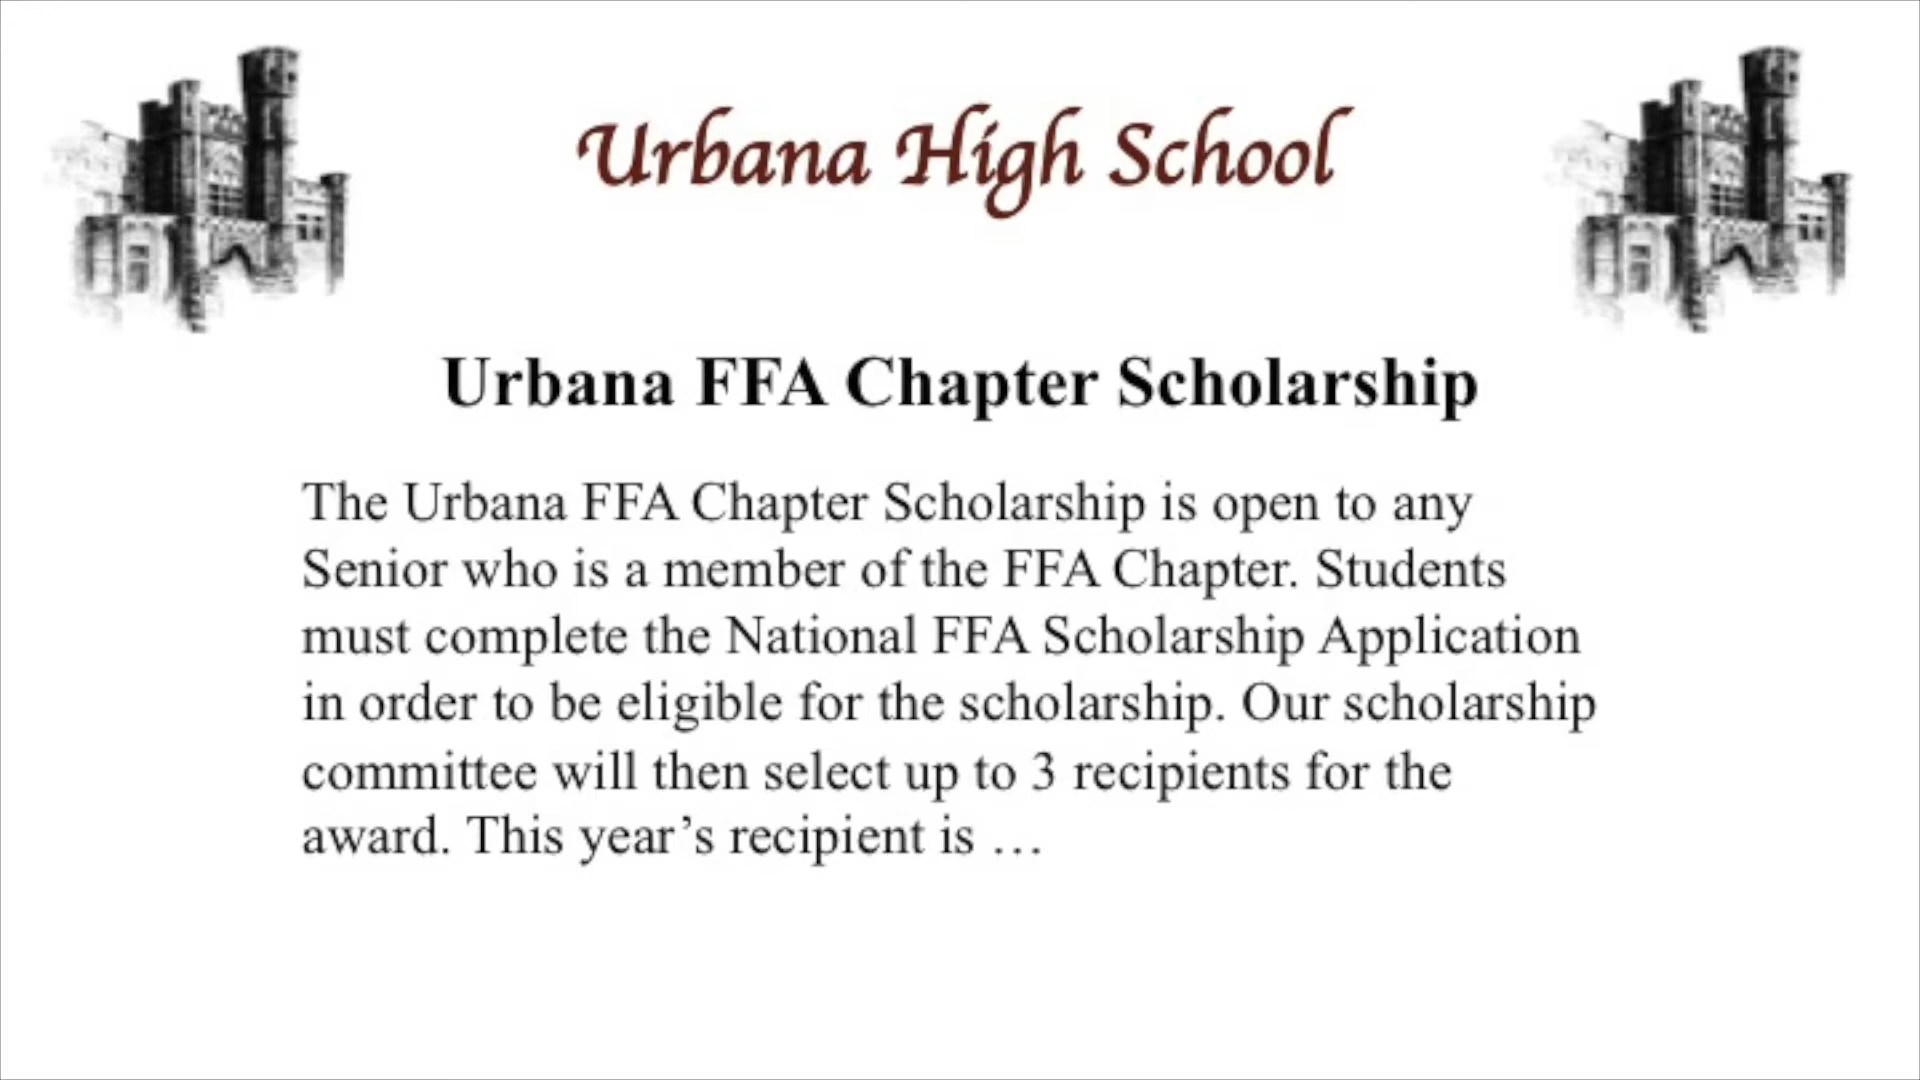 Urbana High School
Urbana FFA Chapter Scholarship
The Urbana FFA Chapter Scholarship is open to any
Senior who is a member of the FFA Chapter. Students
must complete the National FFA Scholarship Application
in order to be eligible for the scholarship. Our scholarship
committee will then select up to 3 recipients for the
award. This year’s recipient is …